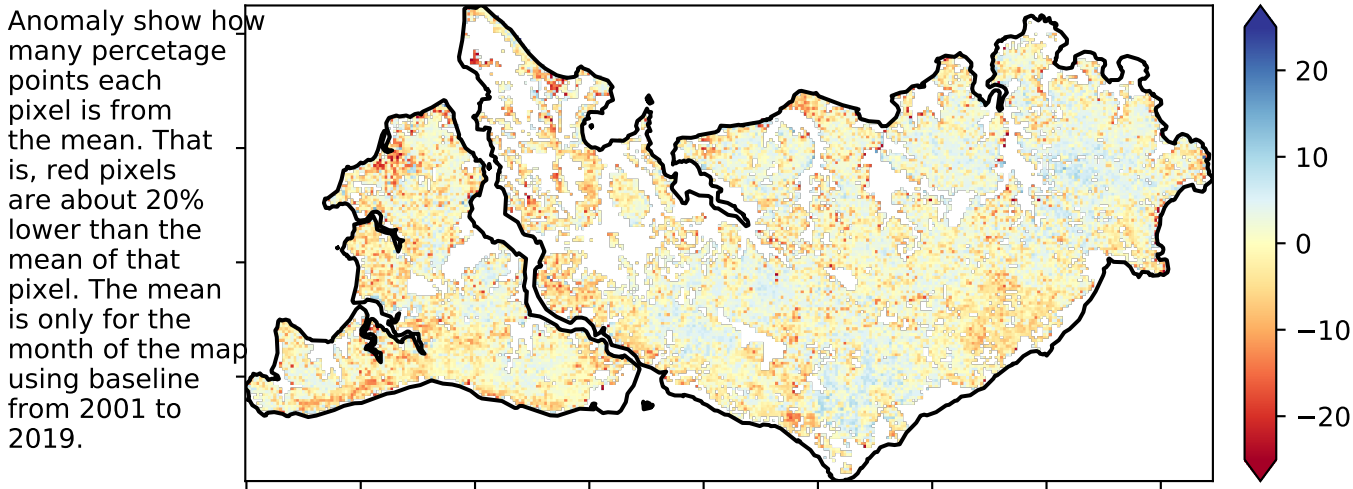 Anomaly show how
many percetage
points each
pixel is from
the mean. That
is, red pixels
are about 20%
lower than the
mean of that
pixel. The mean
is only for the
month of the map
using baseline
from 2001 to
2019.
20
10
0
−10
−20